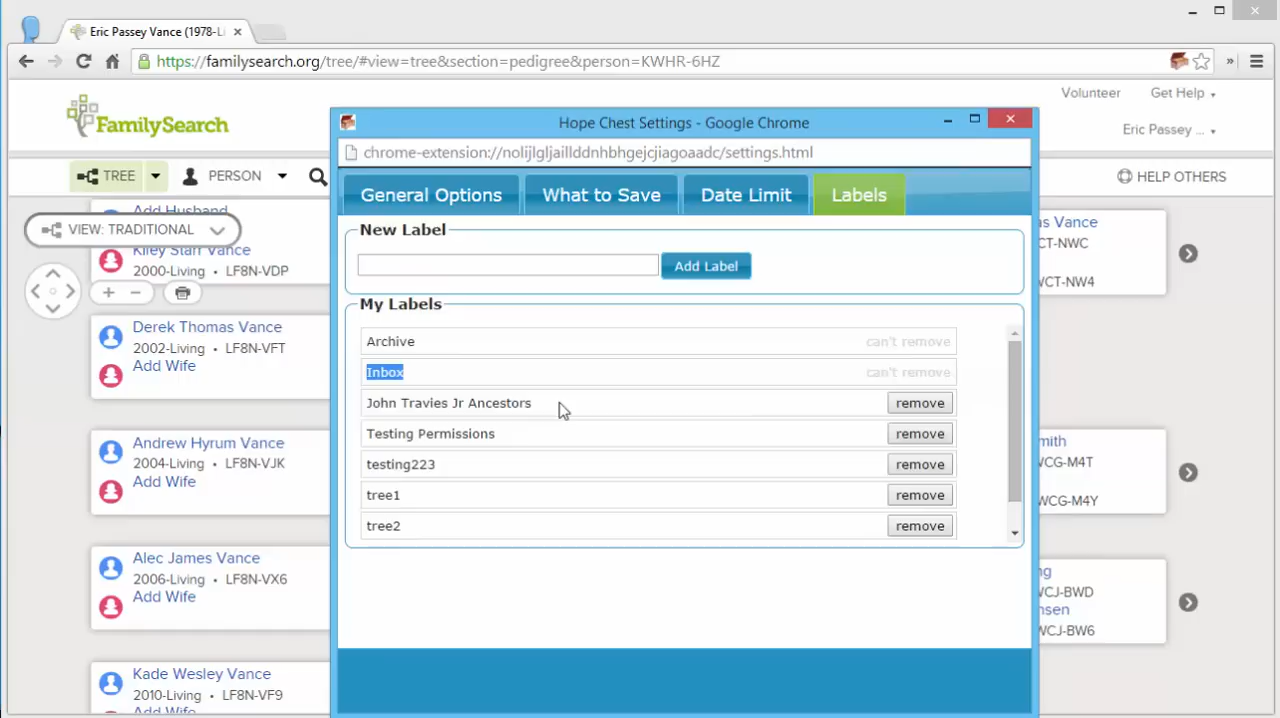 Eric Passey Vance (1978-Li
https://familysearch.org/tree/#view=tree&section=pedigree&person=KWHR-6HZ
FamilySearch
Volunteer
Get Help
Eric Passey ...
TREE
PERSON
HELP OTHERS
Add Husband
VIEW: TRADITIONAL
Kiley Starr Vance
2000-Living • LF8N-VDP
Derek Thomas Vance
2002-Living • LF8N-VFT
Add Wife
Andrew Hyrum Vance
2004-Living • LF8N-VJK
Add Wife
Alec James Vance
2006-Living • LF8N-VX6
Add Wife
Kade Wesley Vance
2010-Living • LF8N-VF9
Add Wife
Hope Chest Settings - Google Chrome
chrome-extension://nolijlgljaillddnhbhgejcjiagoaadc/settings.html
General Options
What to Save
Date Limit
Labels
New Label
Add Label
My Labels
Archive
can't remove
Inbox
can't remove
John Travies Jr Ancestors
remove
Testing Permissions
remove
testing223
remove
tree1
remove
tree2
remove
as Vance
CT-NWC
CT-NW4
mith
WCG-M4T
WCG-M4Y
ng
WCJ-BWD
nsen
WCJ-BW6